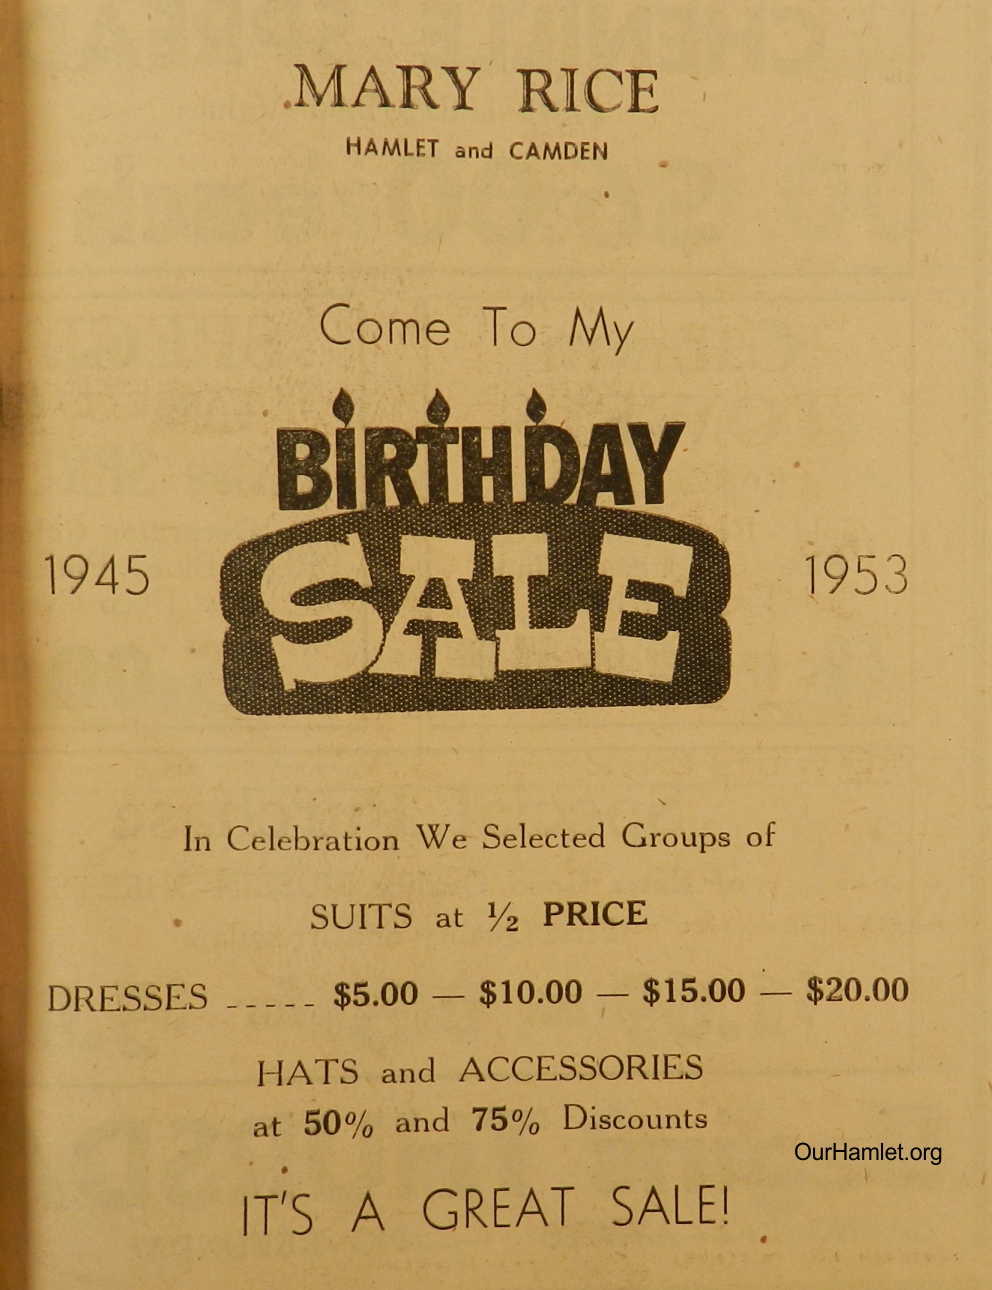 MARY RICE
HAMLET and CAMDEN
Come To My
BIRTHDAY
SALE
1945 1953
In Celebration We Selected Groups of
SUITS at ½ PRICE
DRESSES _ _ _ _ _ $5.00 — $10.00 — $15.00 — $20.00
HATS and ACCESSORIES
at 50% and 75% Discounts
OurHamlet.org
IT'S A GREAT SALE!